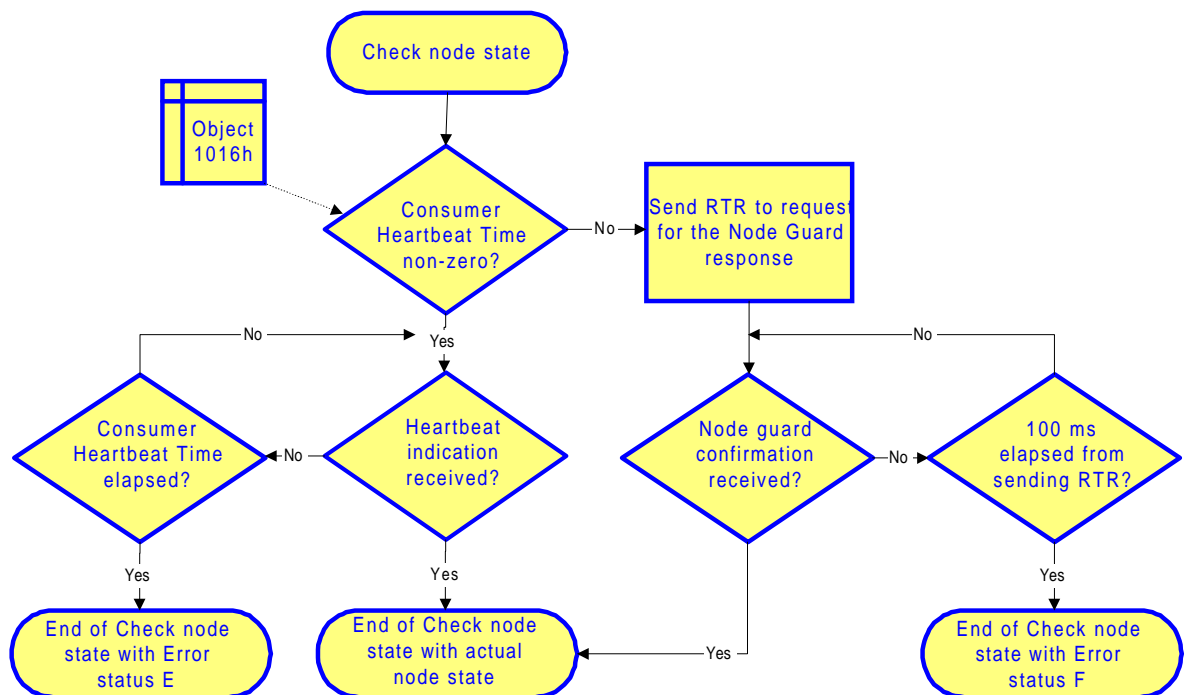 Check node
state
Object
1016h
Consumer
Heartbeat Time
non-zero?
No
Send RTR to request
for the Node Guard
response
No
Yes
No
Consumer
Heartbeat Time
elapsed?
No
Heartbeat
indication
received?
Node guard
confirmation
received?
No
100 ms
elapsed from
sending RTR?
Yes
Yes
Yes
End of Check node
state with Error
status E
End of Check node
state with actual
node state
Yes
End of Check node
state with Error
status F